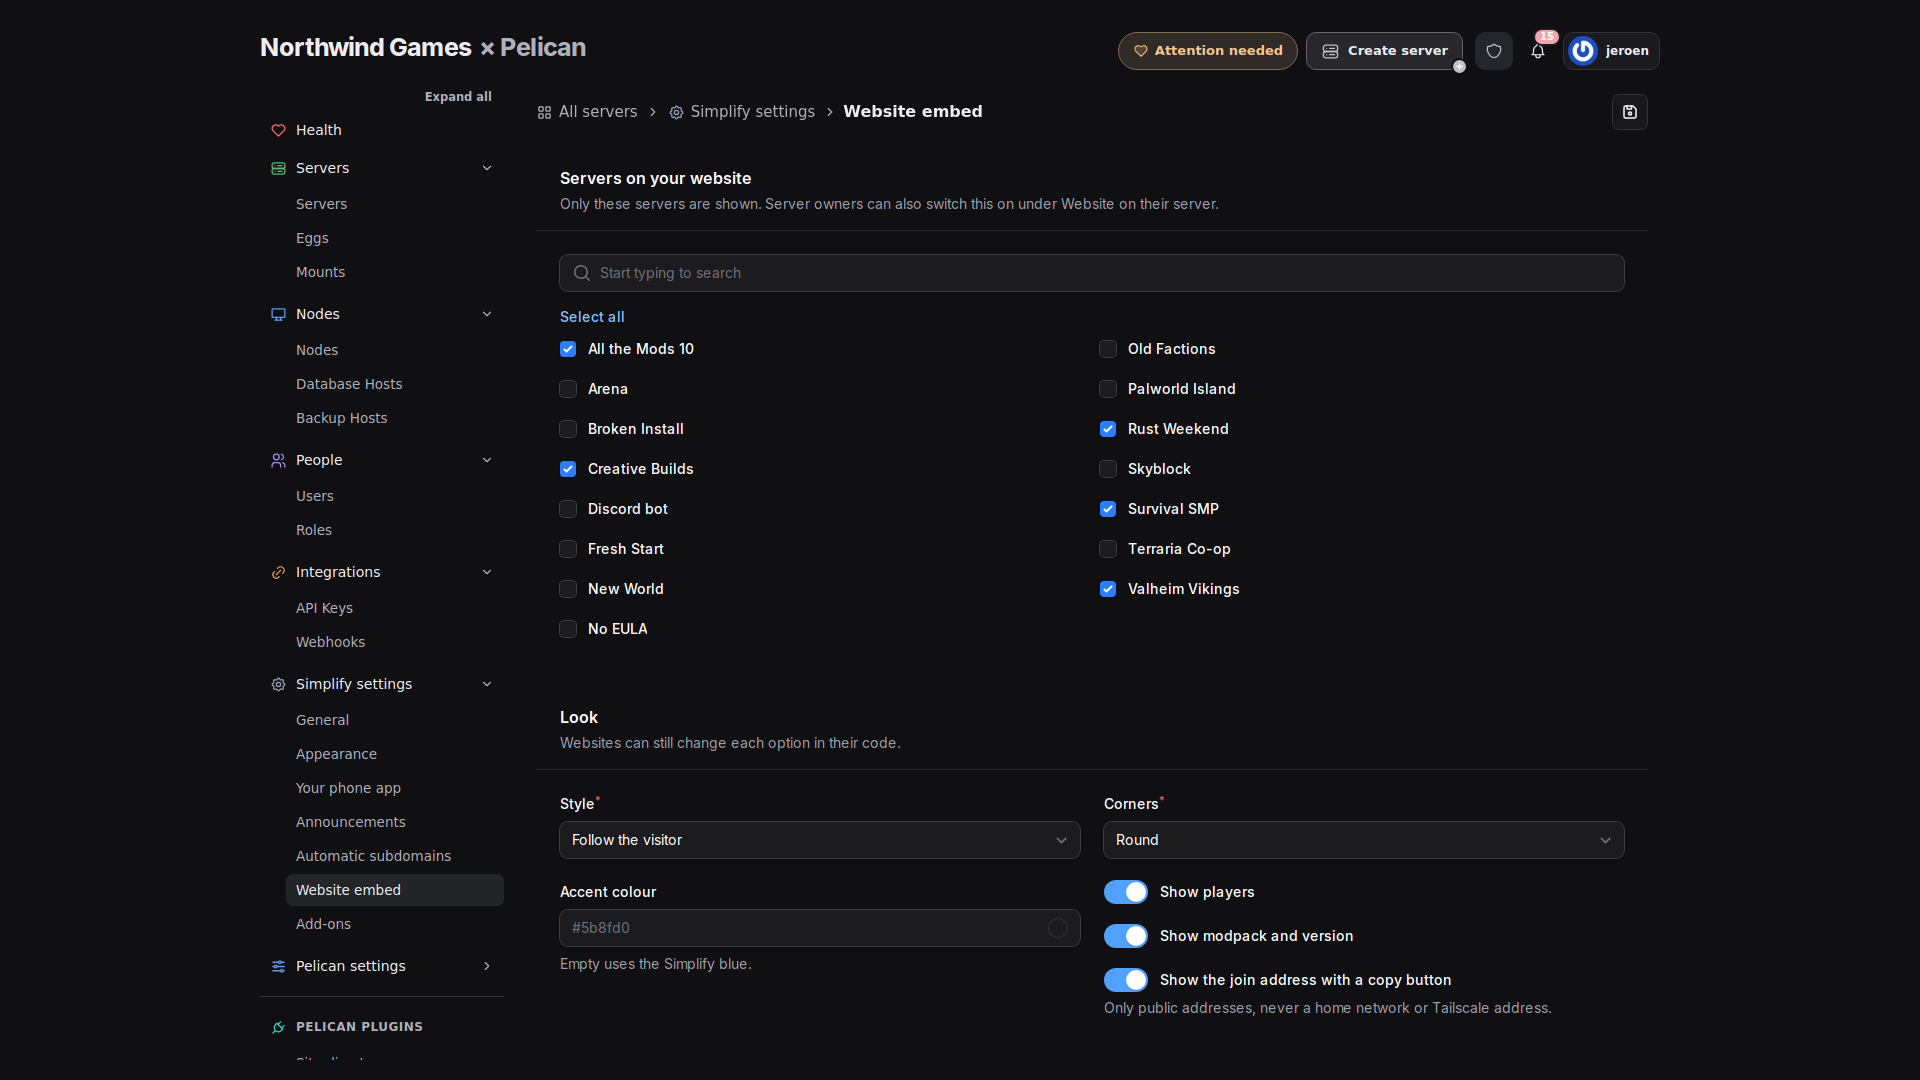 Northwind Games × Pelican
Attention needed
Create server
15
jeroen
Expand all
Health
Servers
Servers
Eggs
Mounts
Nodes
Nodes
Database Hosts
Backup Hosts
People
Users
Roles
Integrations
API Keys
Webhooks
Simplify settings
General
Appearance
Your phone app
Announcements
Automatic subdomains
Website embed
Add-ons
Pelican settings
PELICAN PLUGINS
All servers > Simplify settings > Website embed
Servers on your website
Only these servers are shown. Server owners can also switch this on under Website on their server.
Start typing to search
Select all
All the Mods 10
Arena
Broken Install
Creative Builds
Discord bot
Fresh Start
New World
No EULA
Old Factions
Palworld Island
Rust Weekend
Skyblock
Survival SMP
Terraria Co-op
Valheim Vikings
Look
Websites can still change each option in their code.
Style*
Follow the visitor
Corners*
Round
Accent colour
#5b8fd0
Empty uses the Simplify blue.
Show players
Show modpack and version
Show the join address with a copy button
Only public addresses, never a home network or Tailscale address.